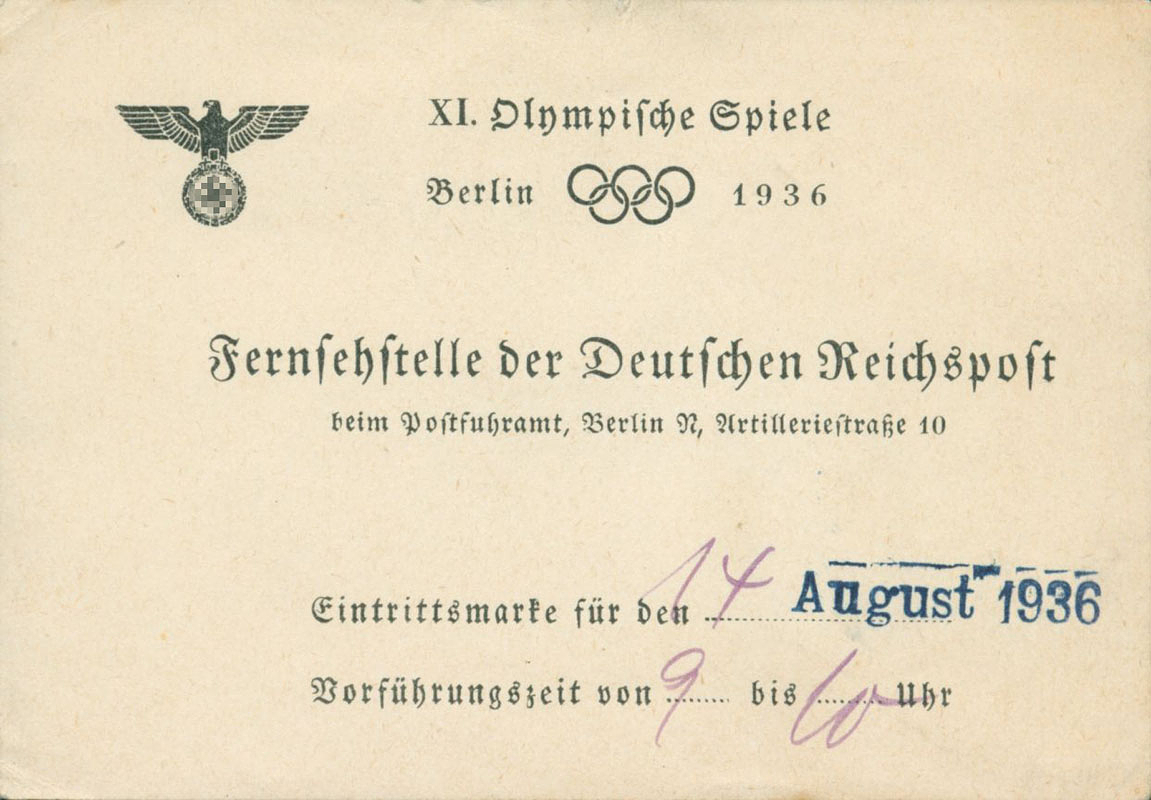 XI. Olympische Spiele
Berlin 1936
Fernsehstelle der Deutschen Reichspost
beim Postfuhramt, Berlin N, Artilleriestraße 10
Eintrittsmarke für den 14 August 1936
Vorführungszeit von 9 bis 10 Uhr